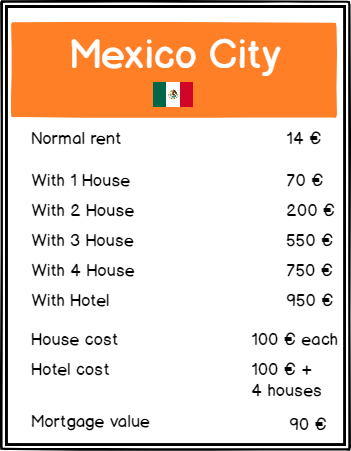 Mexico City
Normal rent 14 €
With 1 House 70 €
With 2 House 200 €
With 3 House 550 €
With 4 House 750 €
With Hotel 950 €
House cost 100 € each
Hotel cost 100 € +
4 houses
Mortgage value 90 €